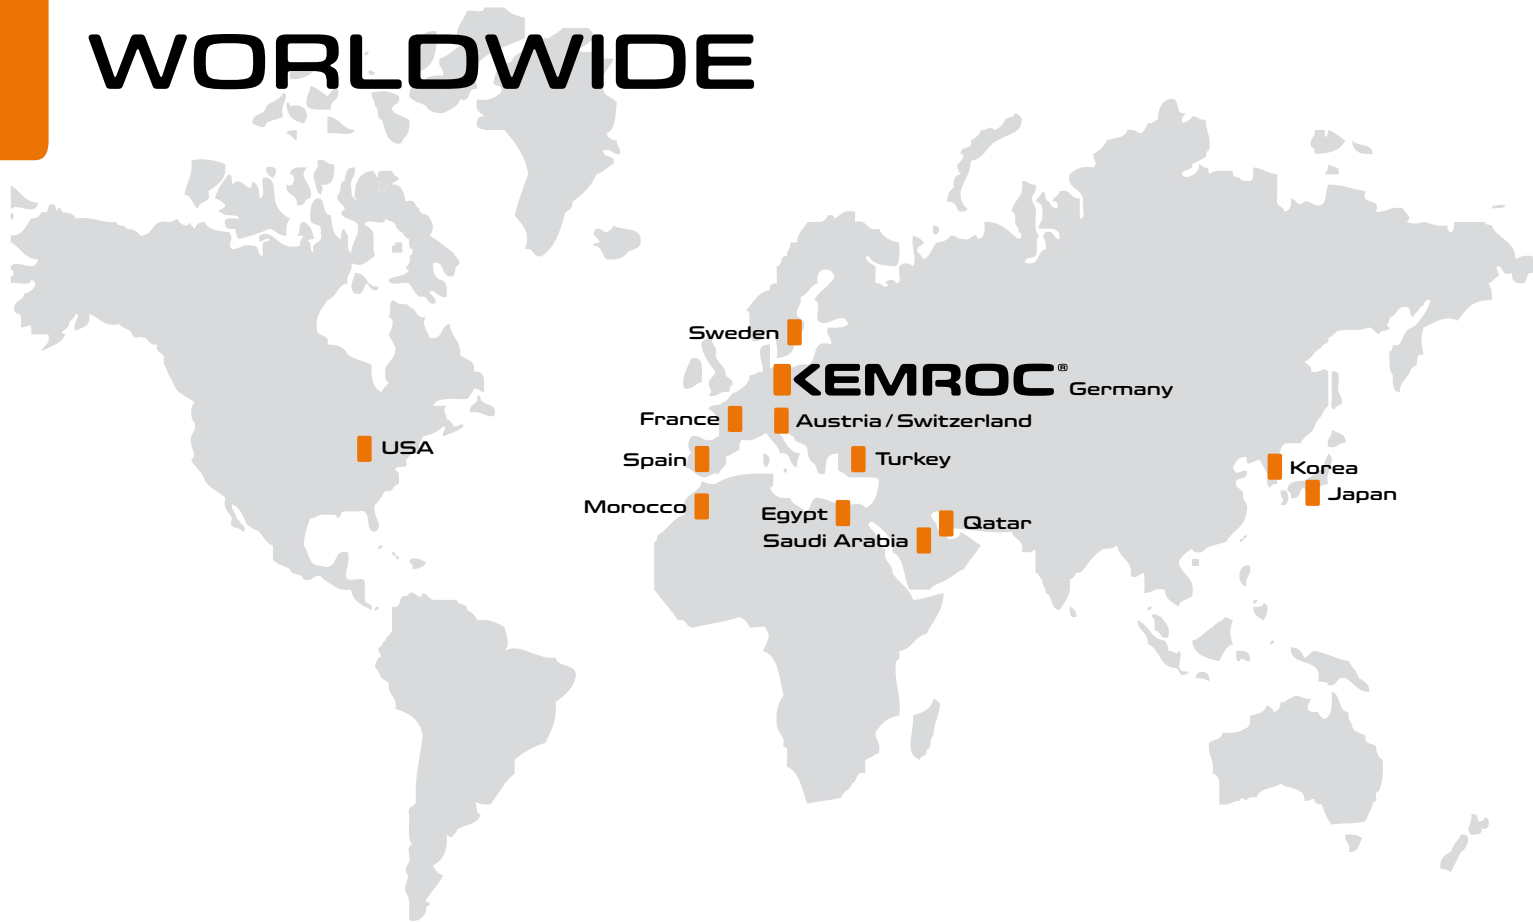 WORLDWIDE
Sweden
KEMROC® Germany
France
Austria / Switzerland
USA
Spain
Turkey
Korea
Japan
Morocco
Egypt
Qatar
Saudi Arabia